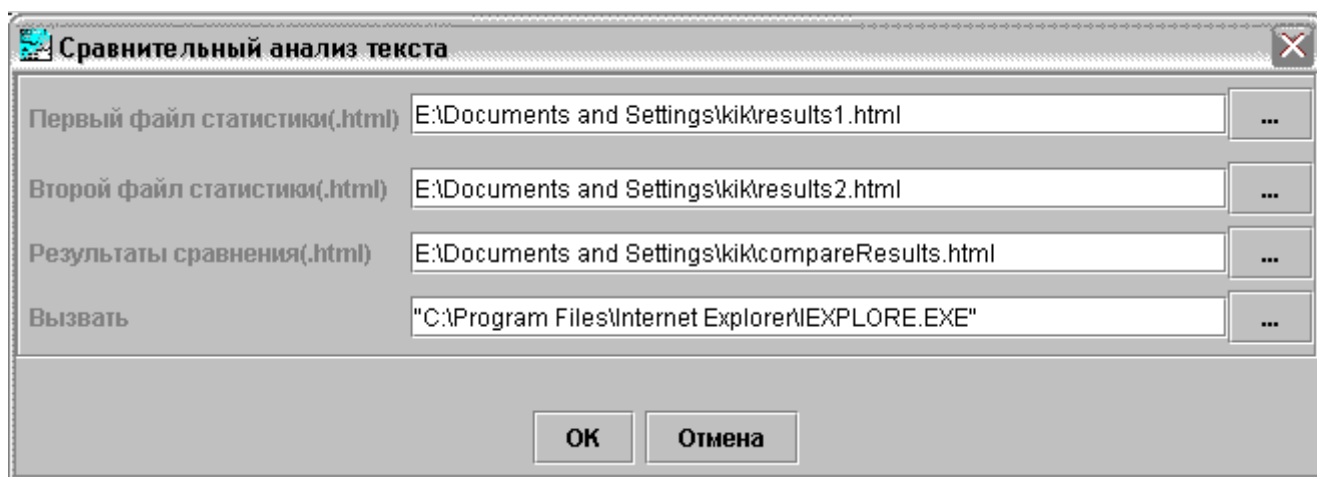 Сравнительный анализ текста
Первый файл статистики(.html) E:\Documents and Settings\kik\results1.html ...
Второй файл статистики(.html) E:\Documents and Settings\kik\results2.html ...
Результаты сравнения(.html) E:\Documents and Settings\kik\compareResults.html ...
Вызвать "C:\Program Files\Internet Explorer\IEXPLORE.EXE" ...
ОК Отмена